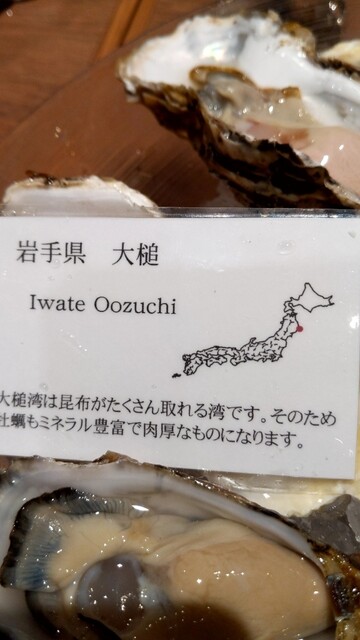 岩手県　大槌
Iwate Oozuchi
大槌湾は昆布がたくさん取れる湾です。そのため
牡蠣もミネラル豊富で肉厚なものになります。